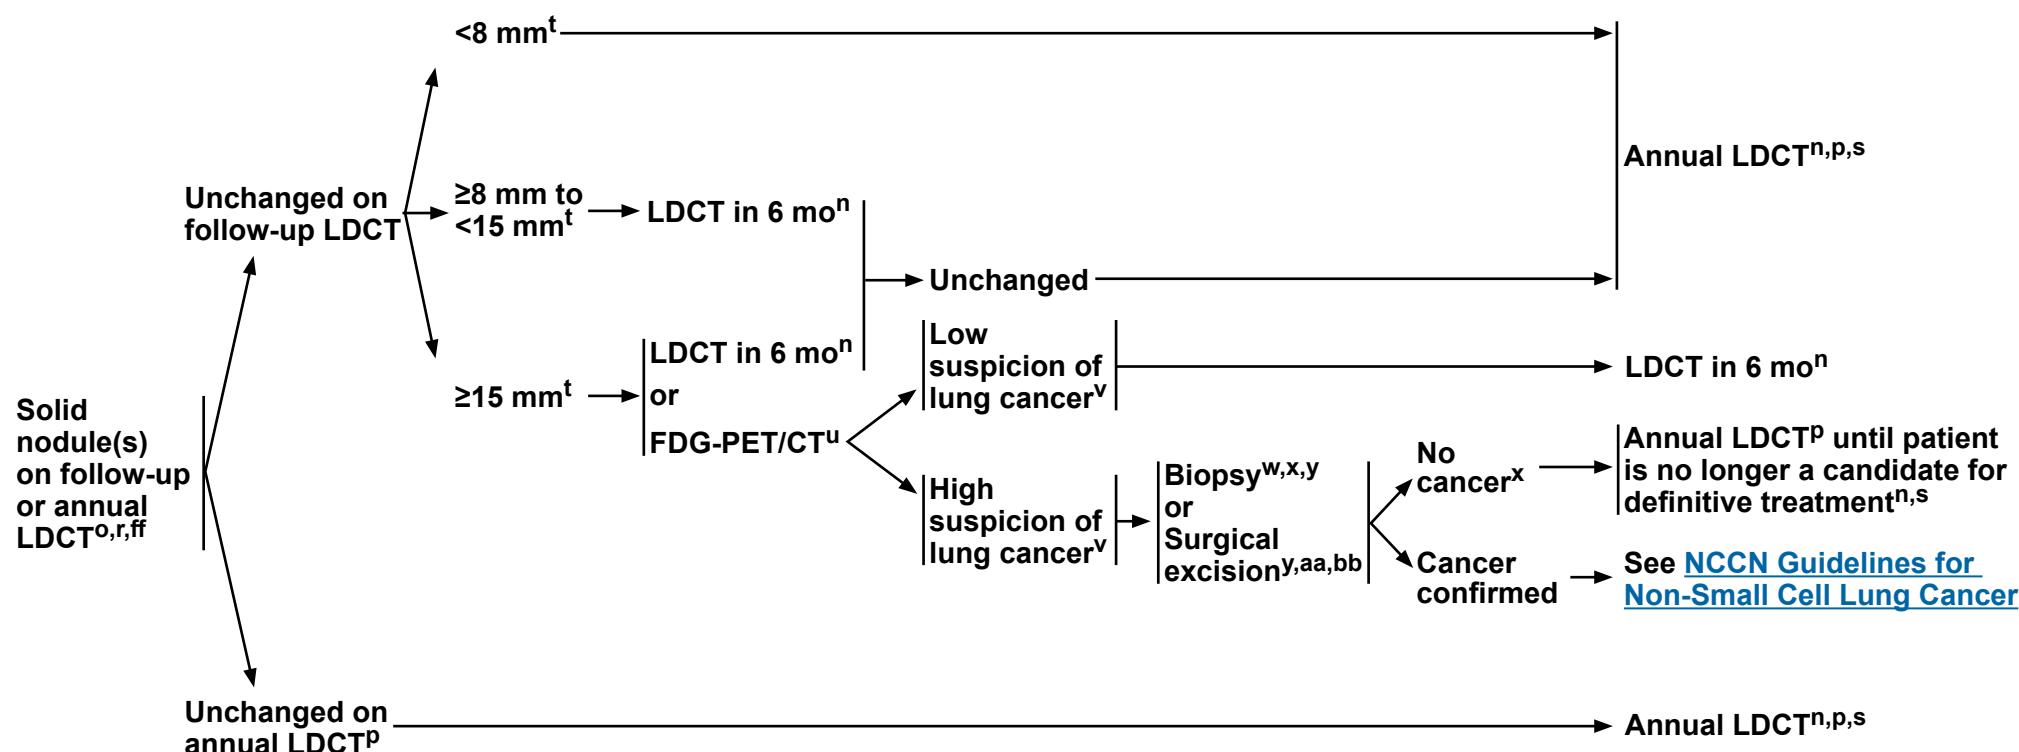 Solid
nodule(s)
on follow-up
or annual
LDCTo,r,ff
Unchanged on
follow-up LDCT
<8 mmt
≥8 mm to
<15 mmt
LDCT in 6 mon
≥15 mmt
LDCT in 6 mon
or
FDG-PET/CTu
Unchanged
Annual LDCTn,p,s
Low
suspicion of
lung cancerv
LDCT in 6 mon
High
suspicion of
lung cancerv
Biopsyw,x,y
or
Surgical
excisiony,aa,bb
No
cancerx
Annual LDCTp until patient
is no longer a candidate for
definitive treatmentn,s
Cancer
confirmed
See NCCN Guidelines for
Non-Small Cell Lung Cancer
Unchanged on
annual LDCTp
Annual LDCTn,p,s